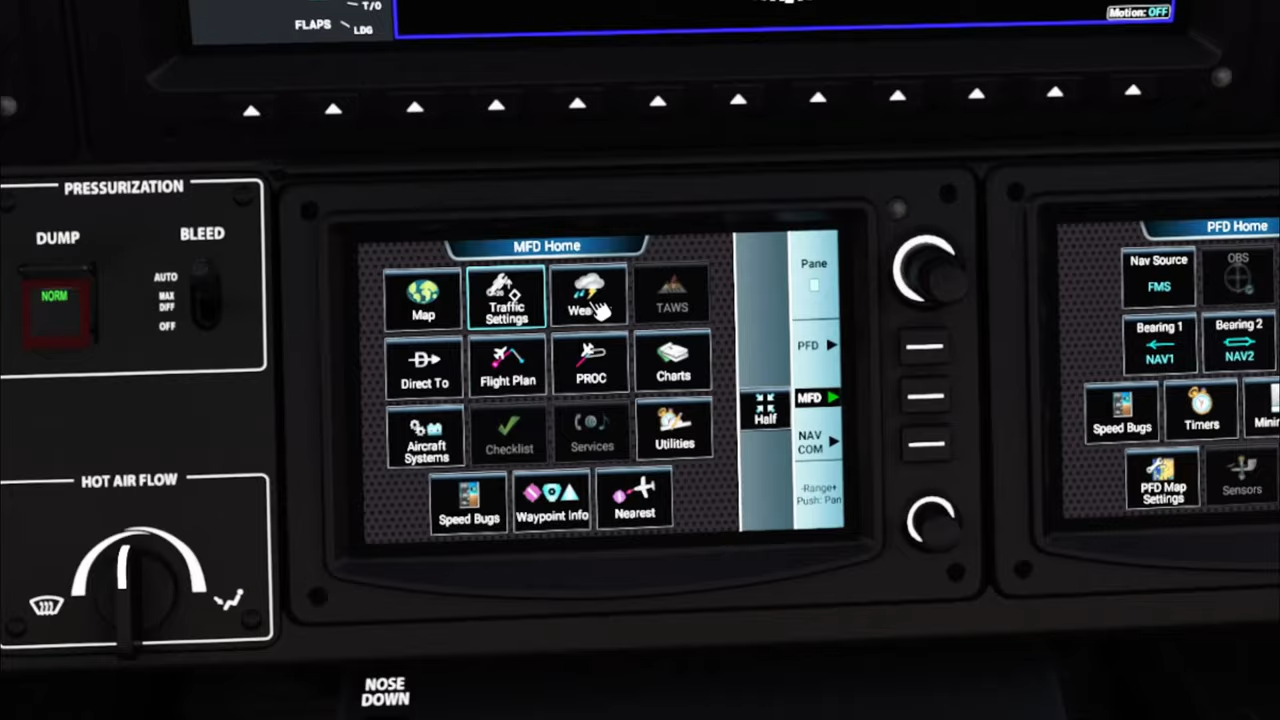 T/O
FLAPS
LDG
Motion: OFF
PRESSURIZATION
DUMP
BLEED
NORM
AUTO
MAX
DIFF
OFF
HOT AIR FLOW
NOSE
DOWN
MFD Home
Map
Traffic
Settings
TAWS
Direct To
Flight Plan
PROC
Charts
Aircraft
Systems
Checklist
Services
Utilities
Speed Bugs
Waypoint Info
Nearest
Half
Pane
PFD
MFD
NAV
COM
-Range+
Push: Pan
PFD Home
Nav Source
FMS
OBS
Bearing 1
NAV1
Bearing 2
NAV2
Speed Bugs
Timers
PFD Map
Settings
Sensors